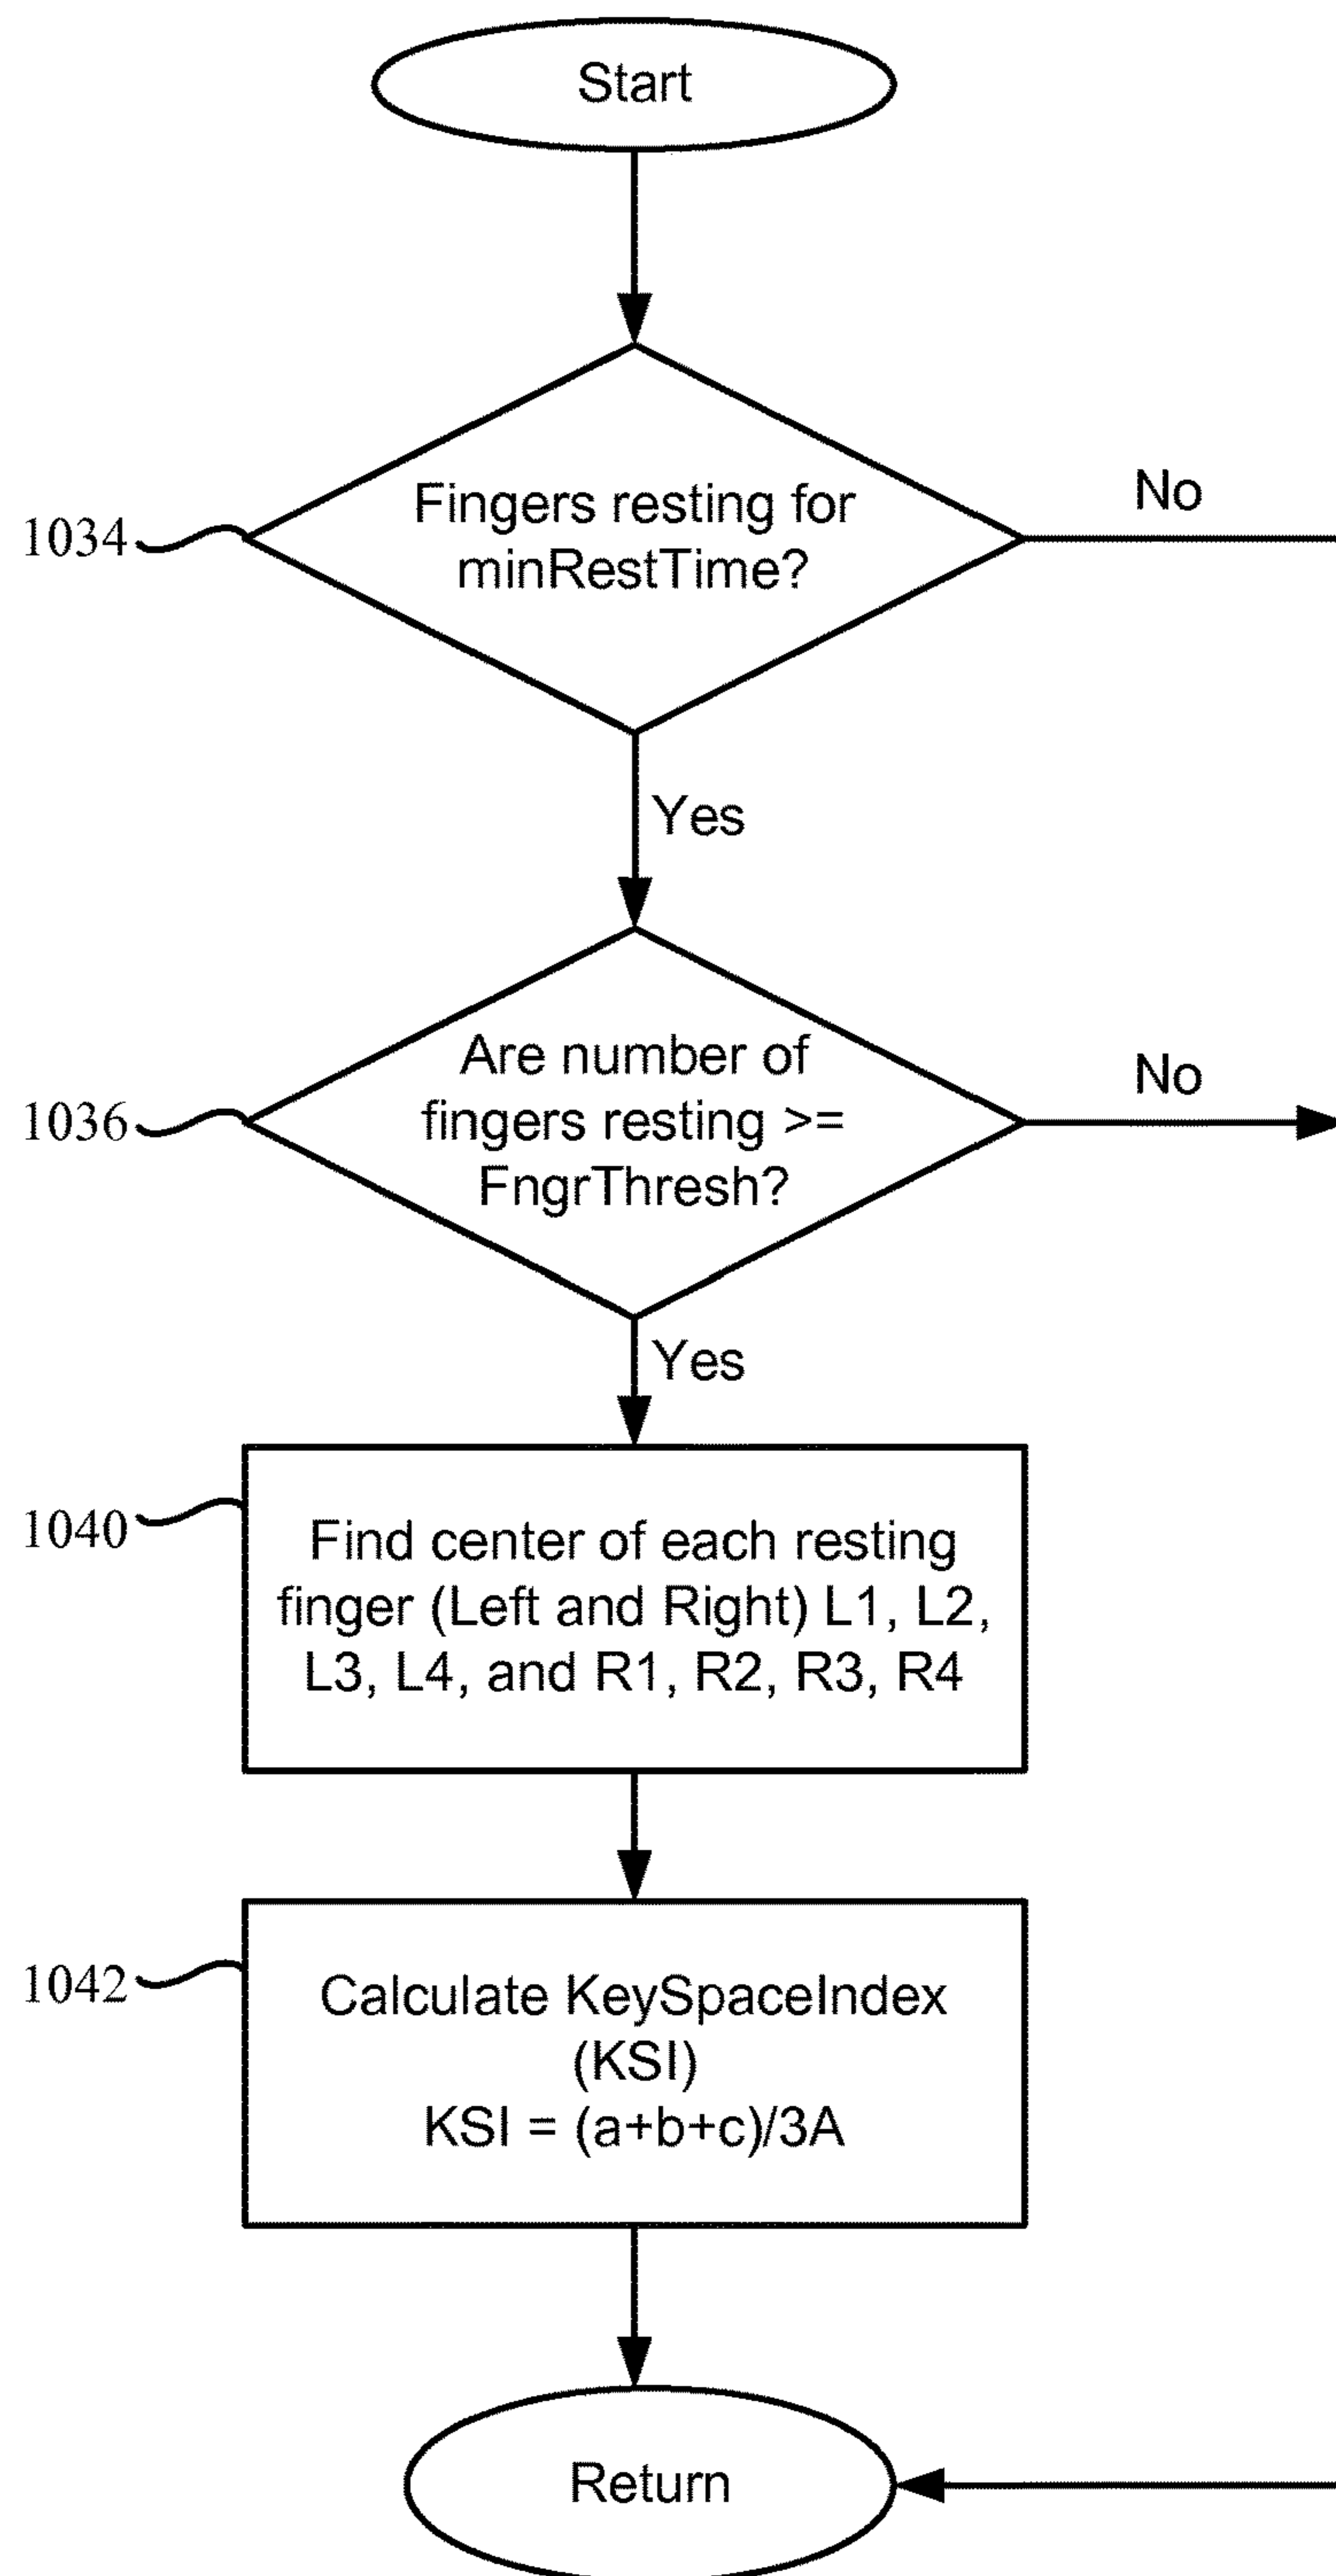 Start
Fingers resting for
minRestTime?
No
1034
Yes
Are number of
fingers resting >=
FngrThresh?
No
1036
Yes
1040
Find center of each resting
finger (Left and Right) L1, L2,
L3, L4, and R1, R2, R3, R4
1042
Calculate KeySpaceIndex
(KSI)
KSI = (a+b+c)/3A
Return